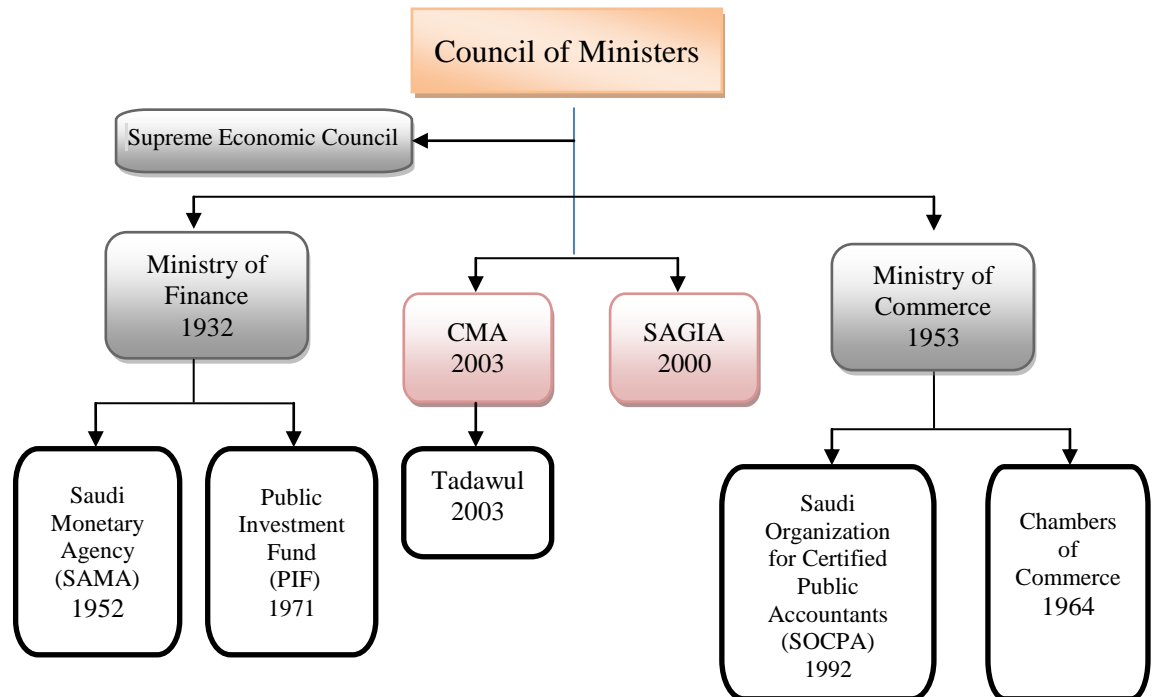 Council of Ministers
Supreme Economic Council
Ministry of
Finance
1932
CMA
2003
SAGIA
2000
Ministry of
Commerce
1953
Saudi
Monetary
Agency
(SAMA)
1952
Public
Investment
Fund
(PIF)
1971
Tadawul
2003
Saudi
Organization
for Certified
Public
Accountants
(SOCPA)
1992
Chambers
of
Commerce
1964